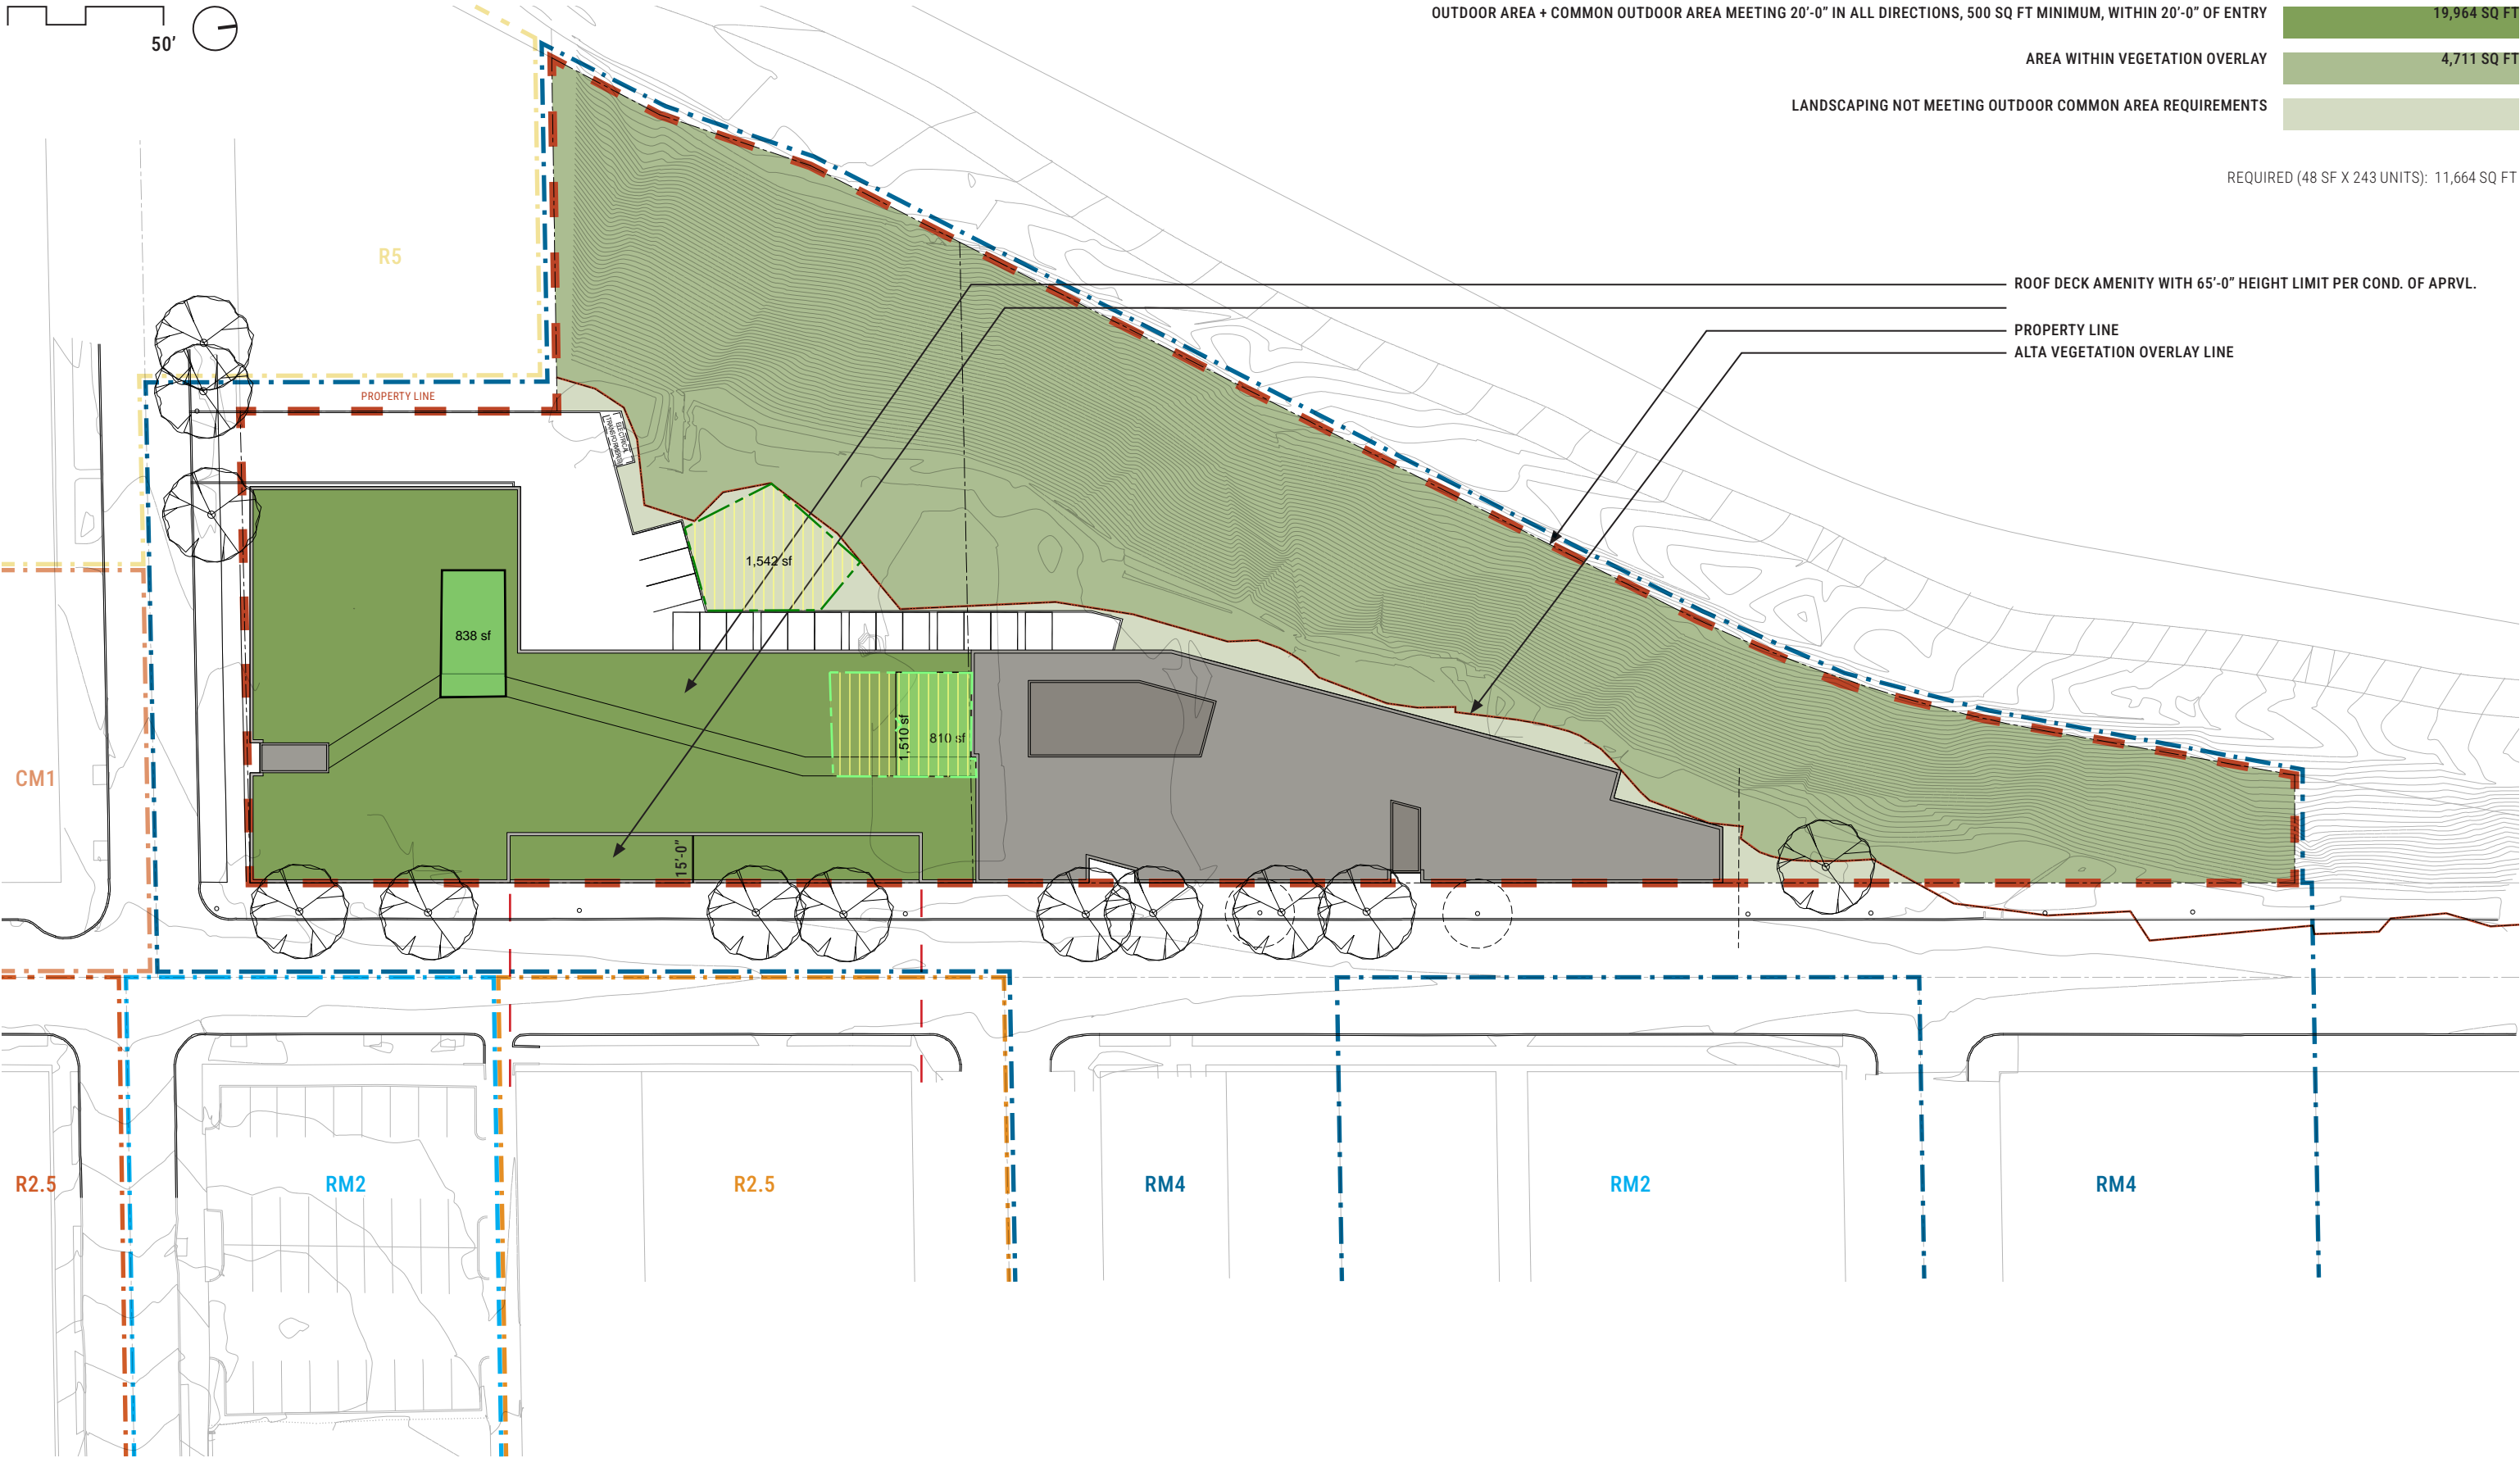 50’
OUTDOOR AREA + COMMON OUTDOOR AREA MEETING 20’-0” IN ALL DIRECTIONS, 500 SQ FT MINIMUM, WITHIN 20’-0” OF ENTRY 19,964 SQ FT
AREA WITHIN VEGETATION OVERLAY 4,711 SQ FT
LANDSCAPING NOT MEETING OUTDOOR COMMON AREA REQUIREMENTS
REQUIRED (48 SF X 243 UNITS): 11,664 SQ FT
R5
ROOF DECK AMENITY WITH 65’-0” HEIGHT LIMIT PER COND. OF APRVL.
PROPERTY LINE
ALTA VEGETATION OVERLAY LINE
PROPERTY LINE
ELECTRICAL
1,542 sf
838 sf
1,510 sf
810 sf
CM1
15’-0”
R2.5
RM2
R2.5
RM4
RM2
RM4